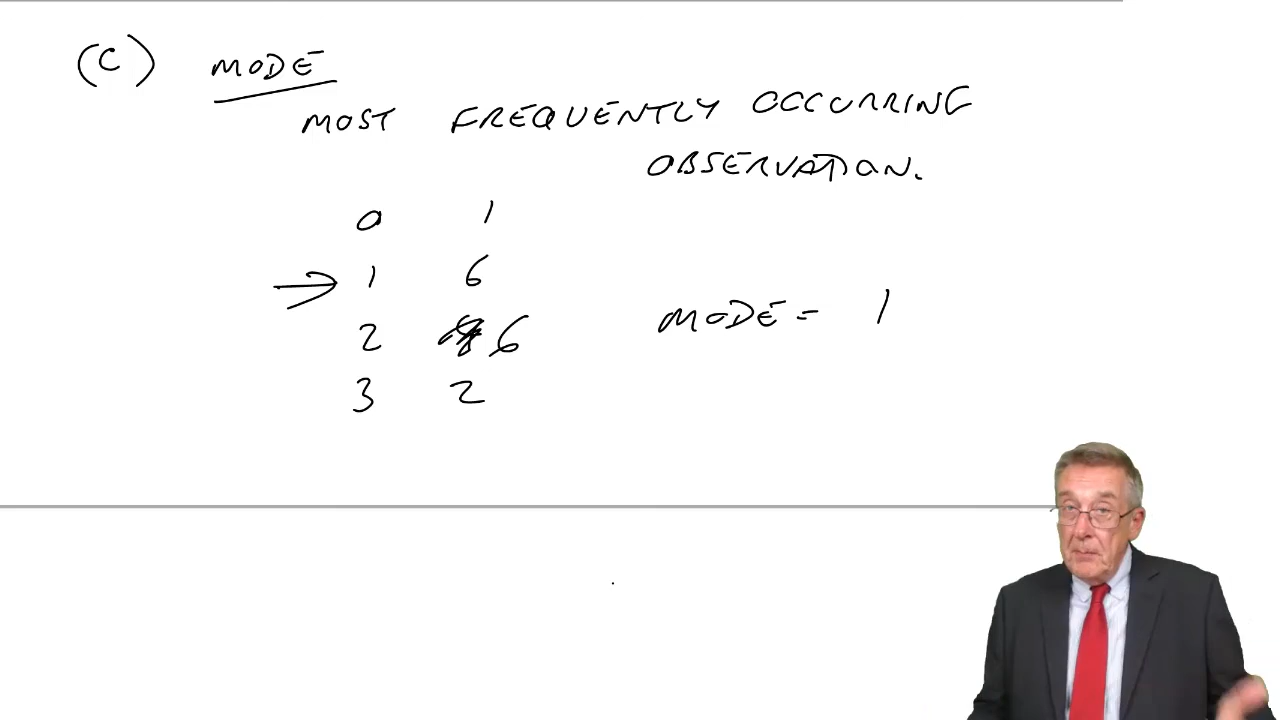 (C) MODE
MOST FREQUENTLY OCCURRING
OBSERVATION.
0 1
→ 1 6
2 6
3 2
MODE = 1